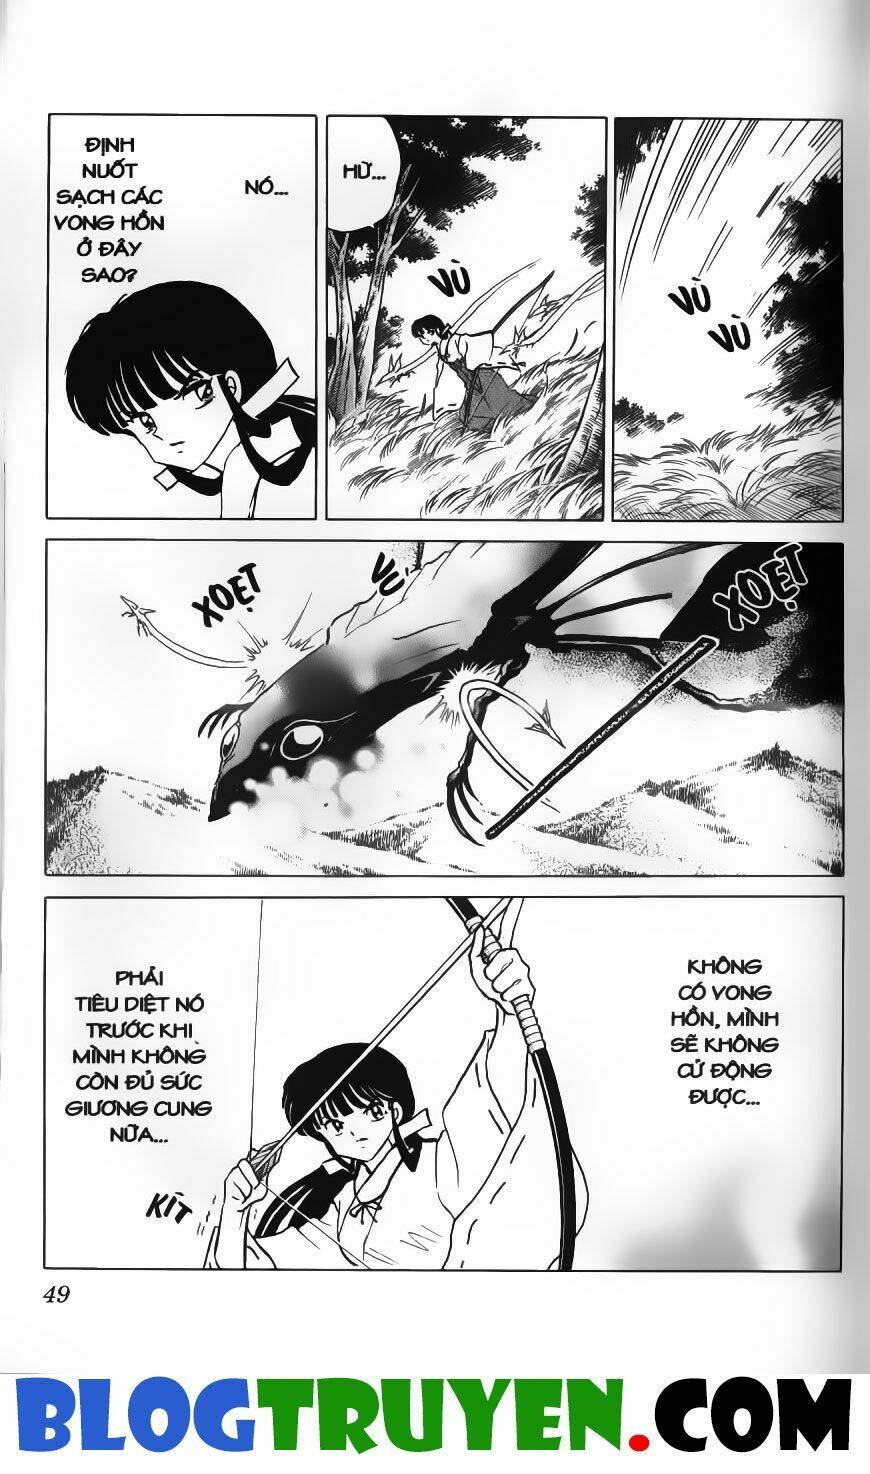 VÙ
VÙ
HỪ...
VÙ
NÓ...
ĐỊNH
NUỐT
SẠCH CÁC
VONG HỒN
Ở ĐÂY
SAO?
XOẸT
VÚ
XOẸT
KHÔNG
CÓ VONG
HỒN, MÌNH
SẼ KHÔNG
CỬ ĐỘNG
ĐƯỢC...
PHẢI
TIÊU DIỆT NÓ
TRƯỚC KHI
MÌNH KHÔNG
CÒN ĐỦ SỨC
GIƯƠNG CUNG
NỮA...
KÍT
49
BLOGTRUYEN.COM